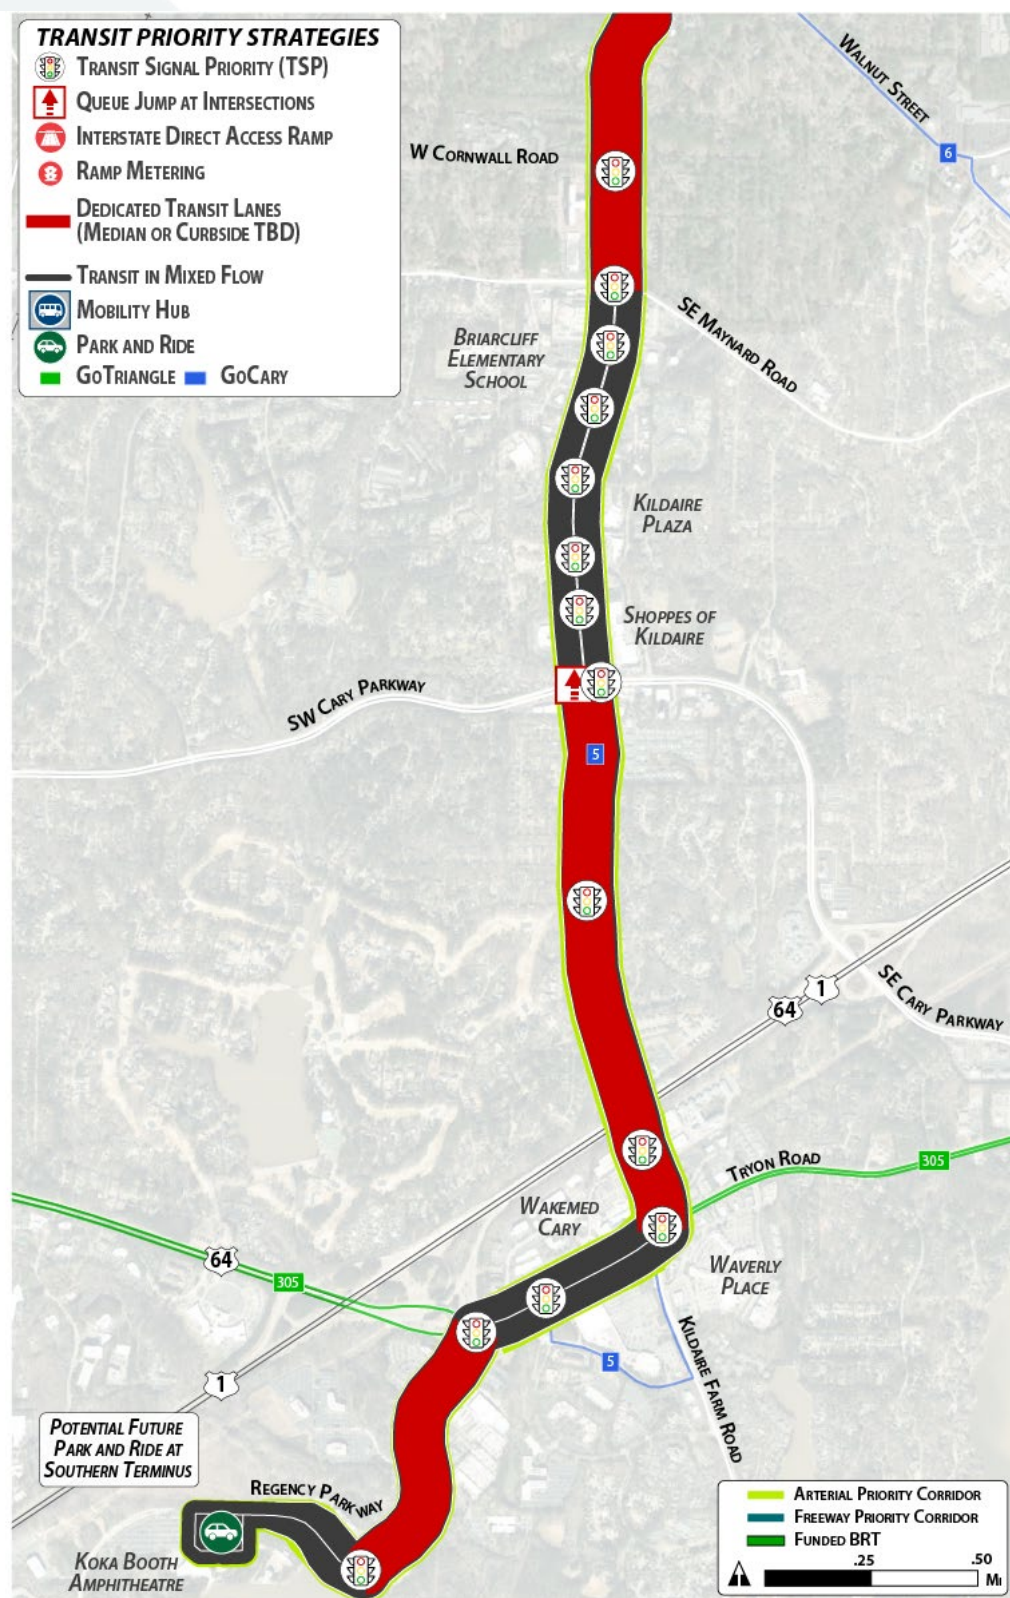 TRANSIT PRIORITY STRATEGIES
TRANSIT SIGNAL PRIORITY (TSP)
QUEUE JUMP AT INTERSECTIONS
INTERSTATE DIRECT ACCESS RAMP
RAMP METERING
DEDICATED TRANSIT LANES
(MEDIAN OR CURBSIDE TBD)
TRANSIT IN MIXED FLOW
MOBILITY HUB
PARK AND RIDE
GOTRIANGLE GOCARY
WALNUT STREET
6
W CORNWALL ROAD
SE MAYNARD ROAD
BRIARCLIFF
ELEMENTARY
SCHOOL
KILDAIRE
PLAZA
SHOPPES OF
KILDAIRE
SW CARY PARKWAY
5
1
64
SE CARY PARKWAY
TRYON ROAD
305
WAKEMED
CARY
WAVERLY
PLACE
64
305
KILDAIRE FARM ROAD
5
1
POTENTIAL FUTURE
PARK AND RIDE AT
SOUTHERN TERMINUS
REGENCY PARKWAY
KOKA BOOTH
AMPHITHEATRE
ARTERIAL PRIORITY CORRIDOR
FREEWAY PRIORITY CORRIDOR
FUNDED BRT
.25 .50
MI